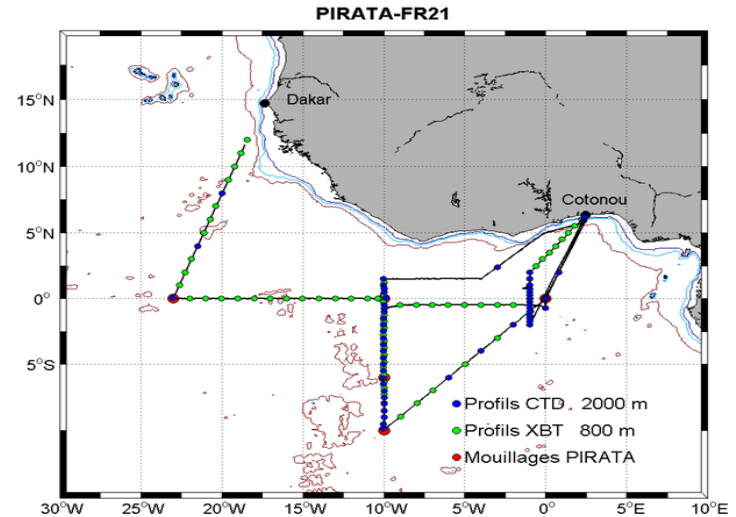 PIRATA-FR21
15°N
Dakar
10°N
Cotonou
5°N
0°
5°S
Profils CTD 2000 m
Profils XBT 800 m
Mouillages PIRATA
30°W 25°W 20°W 15°W 10°W 5°W 0° 5°E 10°E